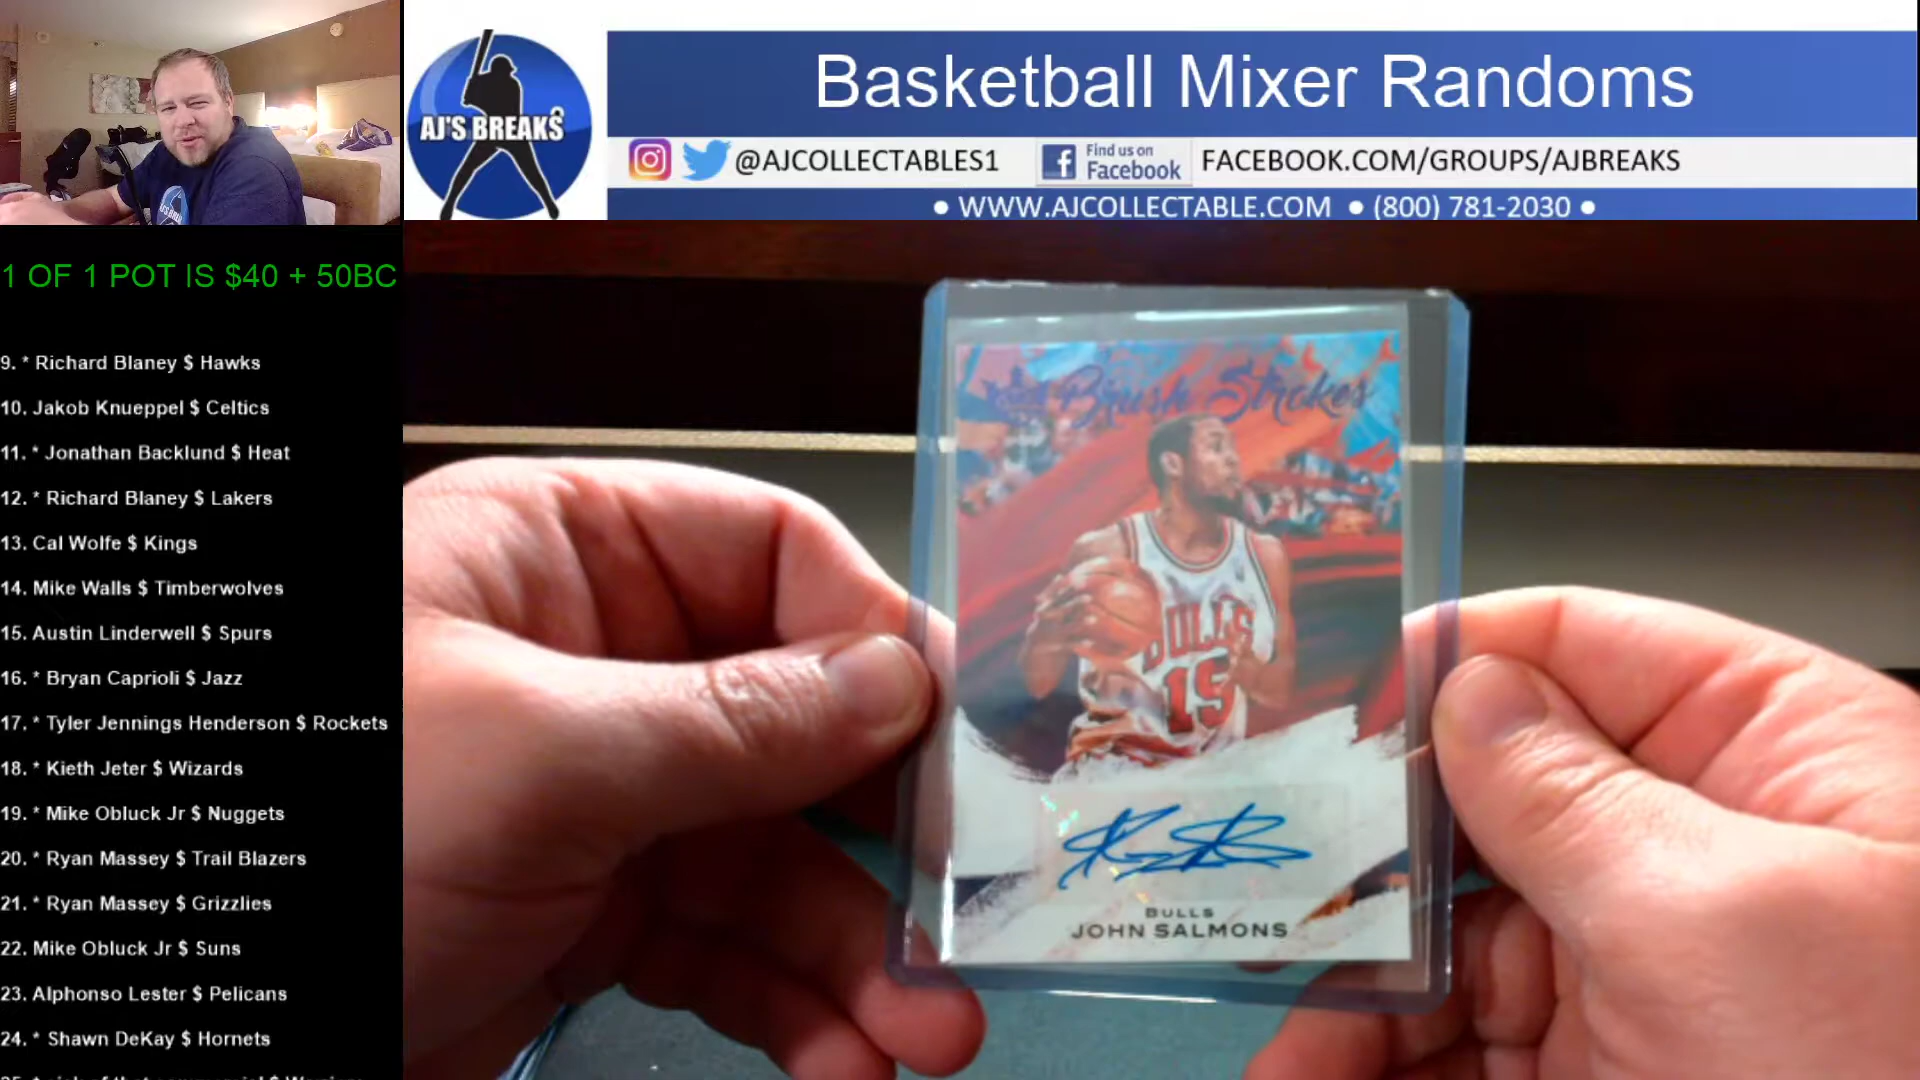 AJ'S BREAKS
Basketball Mixer Randoms
@AJCOLLECTABLES1
Find us on
Facebook
FACEBOOK.COM/GROUPS/AJBREAKS
• WWW.AJCOLLECTABLE.COM • (800) 781-2030 •
1 OF 1 POT IS $40 + 50BC
9. * Richard Blaney $ Hawks
10. Jakob Knueppel $ Celtics
11. * Jonathan Backlund $ Heat
12. * Richard Blaney $ Lakers
13. Cal Wolfe $ Kings
14. Mike Walls $ Timberwolves
15. Austin Linderwell $ Spurs
16. * Bryan Caprioli $ Jazz
17. * Tyler Jennings Henderson $ Rockets
18. * Kieth Jeter $ Wizards
19. * Mike Obluck Jr $ Nuggets
20. * Ryan Massey $ Trail Blazers
21. * Ryan Massey $ Grizzlies
22. Mike Obluck Jr $ Suns
23. Alphonso Lester $ Pelicans
24. * Shawn DeKay $ Hornets
Brush Strokes
BULLS
15
BULLS
JOHN SALMONS